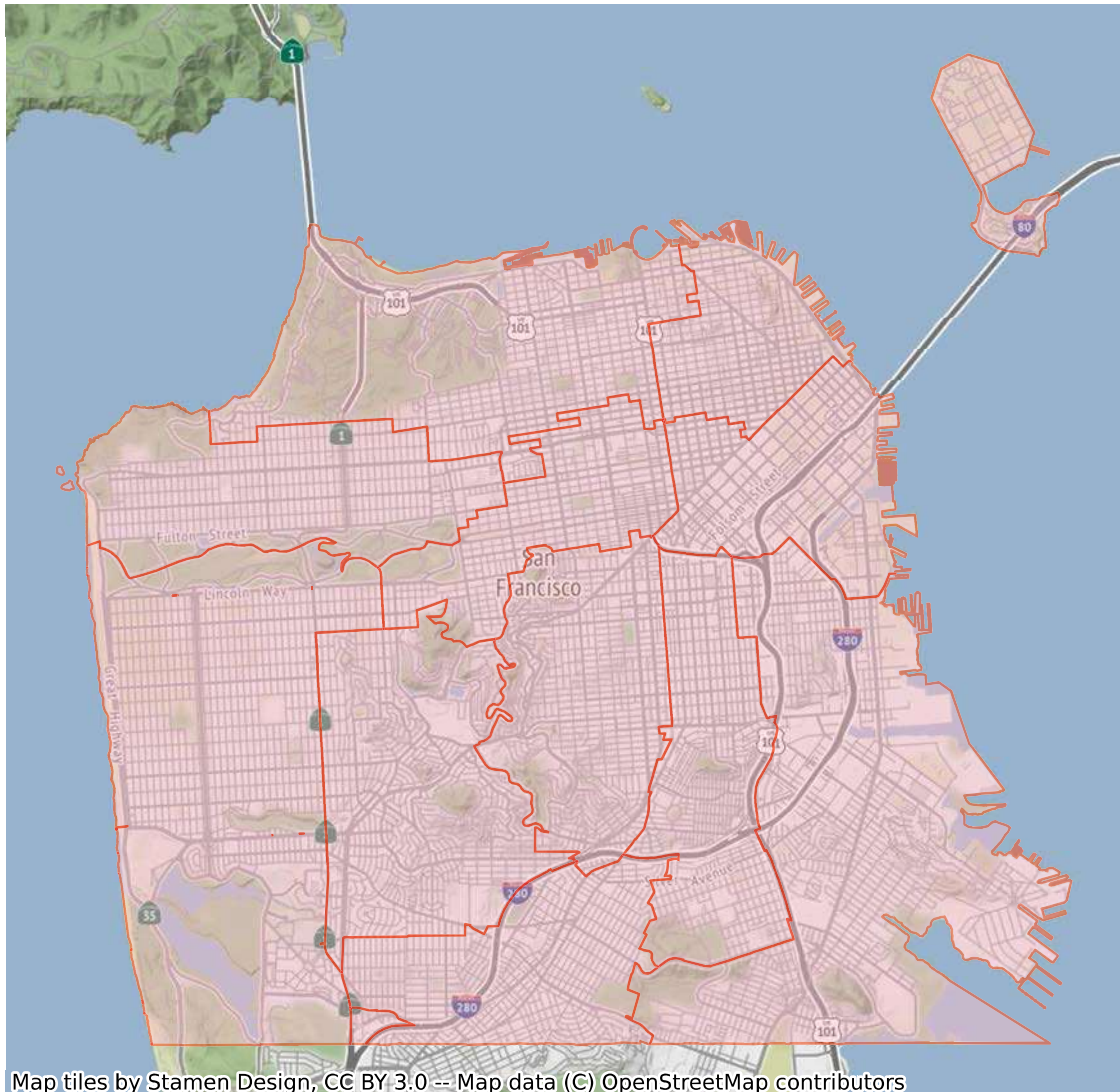 1
80
101
101
101
1
Folsom Street
Fulton Street
San
Francisco
Lincoln Way
280
Great Highway
101
280
Avenue
35
280
101
Map tiles by Stamen Design, CC BY 3.0 -- Map data (C) OpenStreetMap contributors